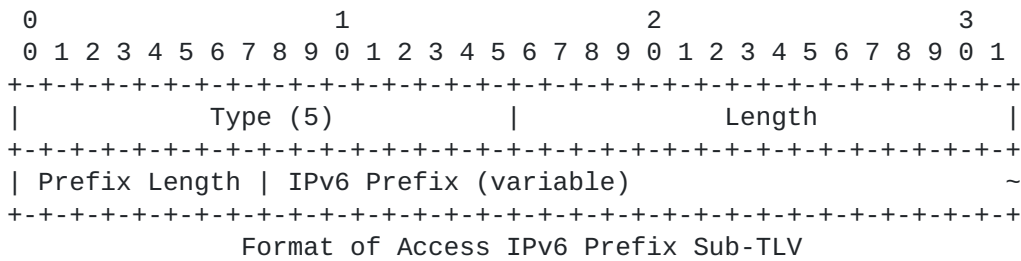 0                   1                   2                   3
 0 1 2 3 4 5 6 7 8 9 0 1 2 3 4 5 6 7 8 9 0 1 2 3 4 5 6 7 8 9 0 1
+-+-+-+-+-+-+-+-+-+-+-+-+-+-+-+-+-+-+-+-+-+-+-+-+-+-+-+-+-+-+-+-+
|            Type (5)           |             Length            |
+-+-+-+-+-+-+-+-+-+-+-+-+-+-+-+-+-+-+-+-+-+-+-+-+-+-+-+-+-+-+-+-+
| Prefix Length | IPv6 Prefix (variable)                        ~
+-+-+-+-+-+-+-+-+-+-+-+-+-+-+-+-+-+-+-+-+-+-+-+-+-+-+-+-+-+-+-+-+
              Format of Access IPv6 Prefix Sub-TLV